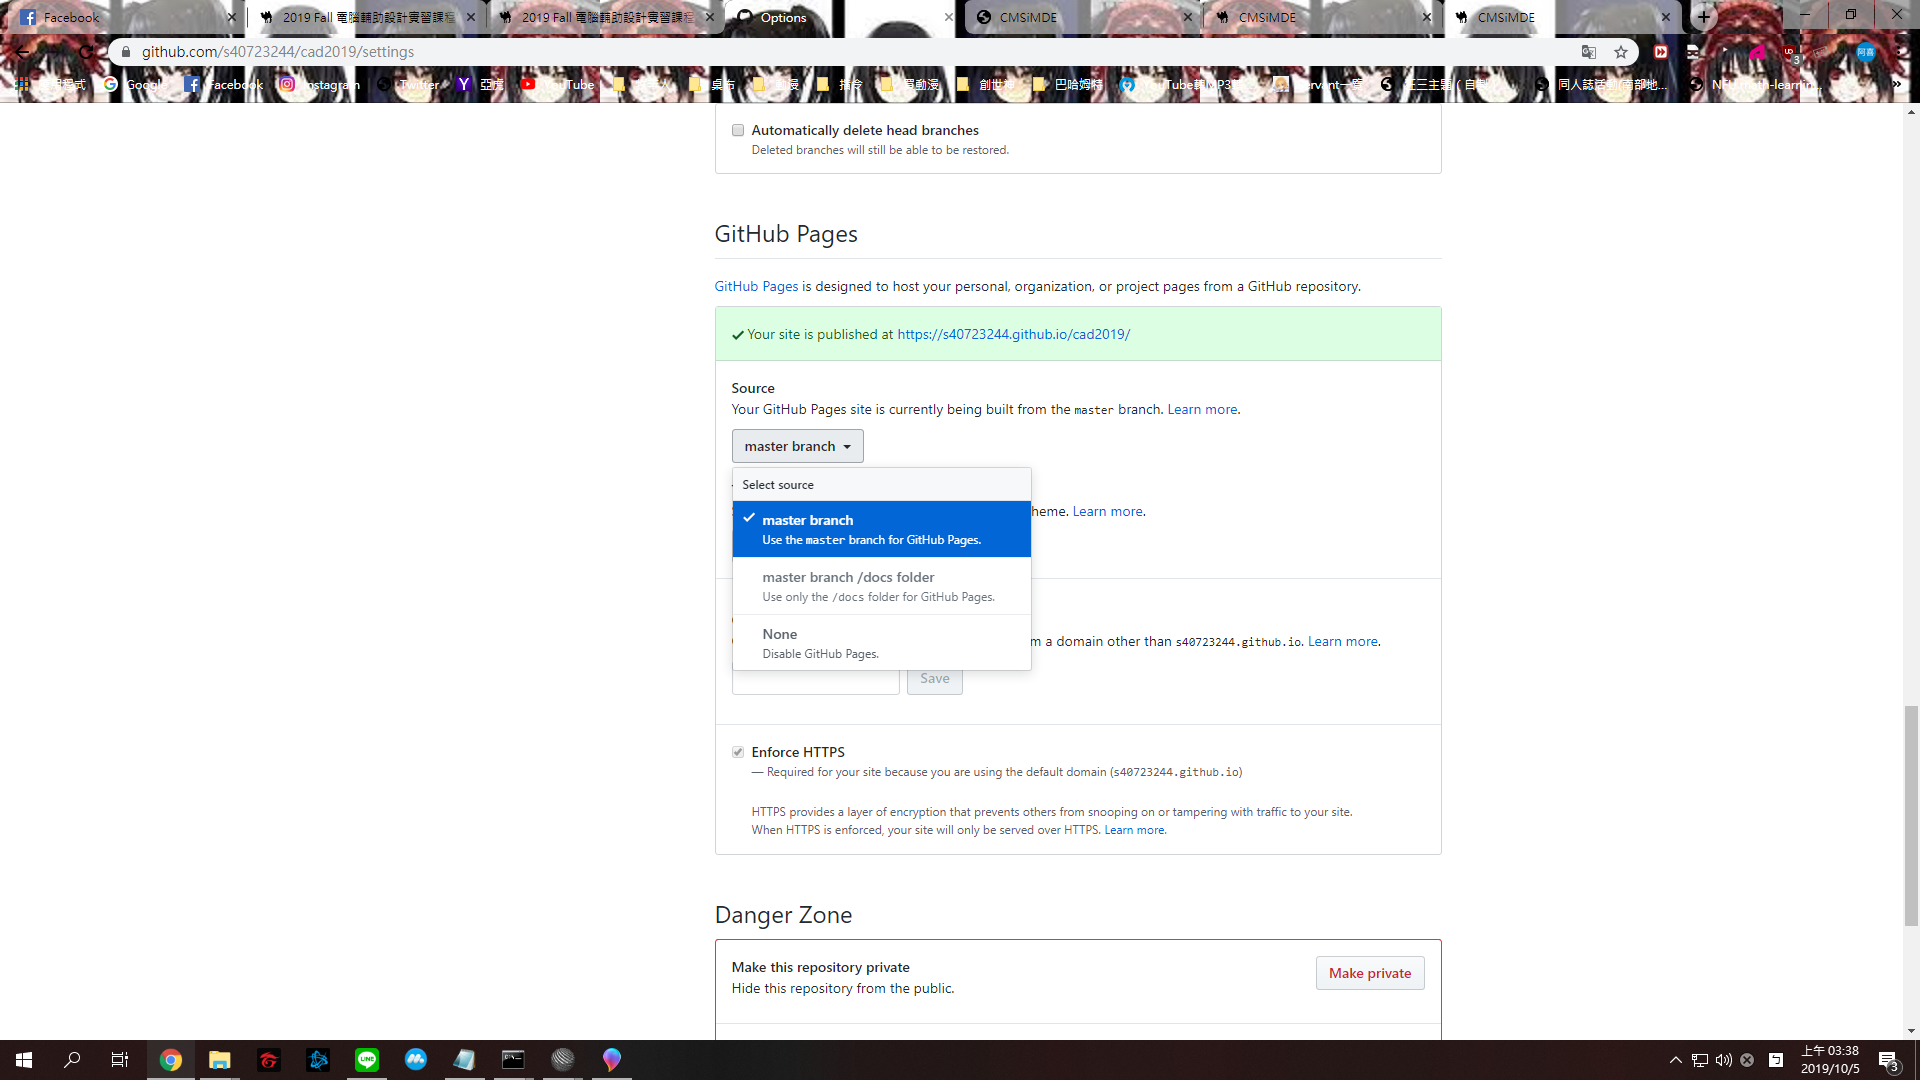 Facebook
2019 Fall 電腦輔助設計實習課程
2019 Fall 電腦輔助設計實習課程
Options
CMSiMDE
CMSiMDE
CMSiMDE
github.com/s40723244/cad2019/settings
Google
Facebook
Instagram
Twitter
亞虎
YouTube
桌布
指令
創世神
巴哈姆特
Automatically delete head branches
Deleted branches will still be able to be restored.
GitHub Pages
GitHub Pages is designed to host your personal, organization, or project pages from a GitHub repository.
Your site is published at https://s40723244.github.io/cad2019/
Source
Your GitHub Pages site is currently being built from the master branch. Learn more.
master branch
Select source
master branch
heme. Learn more.
Use the master branch for GitHub Pages.
master branch /docs folder
Use only the /docs folder for GitHub Pages.
None
m a domain other than s40723244.github.io. Learn more.
Disable GitHub Pages.
Save
Enforce HTTPS
— Required for your site because you are using the default domain (s40723244.github.io)
HTTPS provides a layer of encryption that prevents others from snooping on or tampering with traffic to your site.
When HTTPS is enforced, your site will only be served over HTTPS. Learn more.
Danger Zone
Make this repository private
Hide this repository from the public.
Make private
LINE
上午 03:38
2019/10/5
3